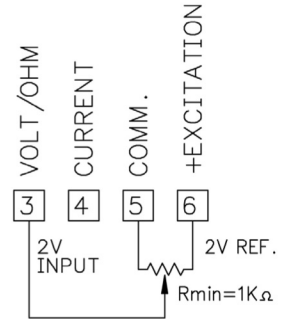 VOLT/OHM
CURRENT
COMM.
+EXCITATION
3
4
5
6
2V
INPUT
2V REF.
Rmin=1KΩ